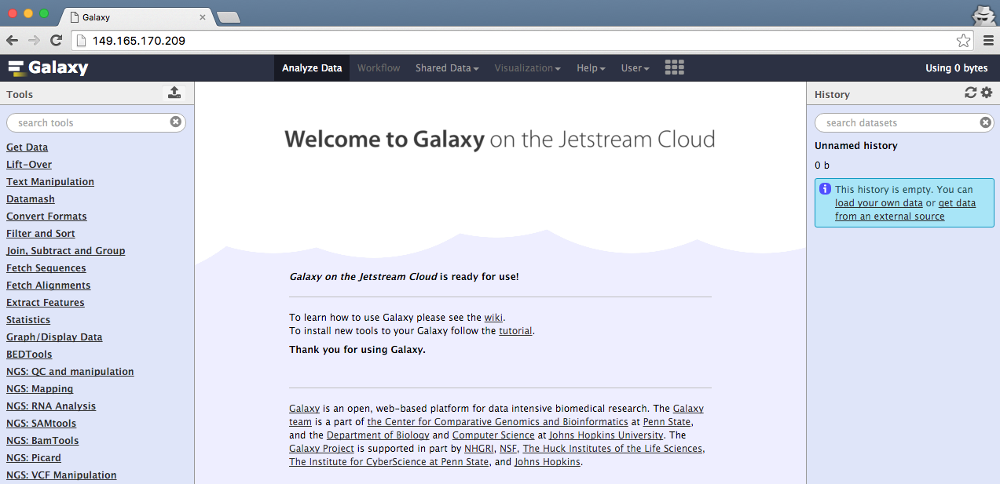 Galaxy
149.165.170.209
Galaxy
Analyze Data
Workflow
Shared Data
Visualization
Help
User
Using 0 bytes
Tools
search tools
Get Data
Lift-Over
Text Manipulation
Datamash
Convert Formats
Filter and Sort
Join, Subtract and Group
Fetch Sequences
Fetch Alignments
Extract Features
Statistics
Graph/Display Data
BEDTools
NGS: QC and manipulation
NGS: Mapping
NGS: RNA Analysis
NGS: SAMtools
NGS: BamTools
NGS: Picard
NGS: VCF Manipulation
Welcome to Galaxy on the Jetstream Cloud
Galaxy on the Jetstream Cloud is ready for use!
To learn how to use Galaxy please see the wiki.
To install new tools to your Galaxy follow the tutorial.
Thank you for using Galaxy.
Galaxy is an open, web-based platform for data intensive biomedical research. The Galaxy
team is a part of the Center for Comparative Genomics and Bioinformatics at Penn State,
and the Department of Biology and Computer Science at Johns Hopkins University. The
Galaxy Project is supported in part by NHGRI, NSF, The Huck Institutes of the Life Sciences,
The Institute for CyberScience at Penn State, and Johns Hopkins.
History
search datasets
Unnamed history
0 b
This history is empty. You can
load your own data or get data
from an external source